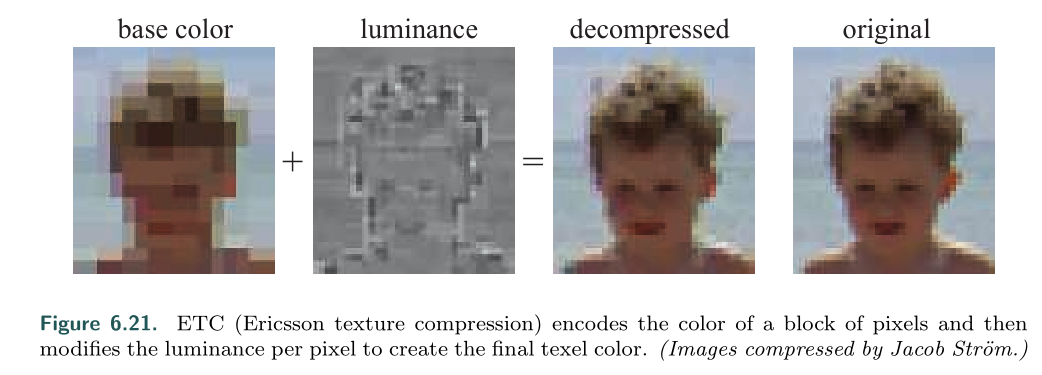 base color luminance decompressed original
+ =
Figure 6.21. ETC (Ericsson texture compression) encodes the color of a block of pixels and then
modifies the luminance per pixel to create the final texel color. (Images compressed by Jacob Ström.)